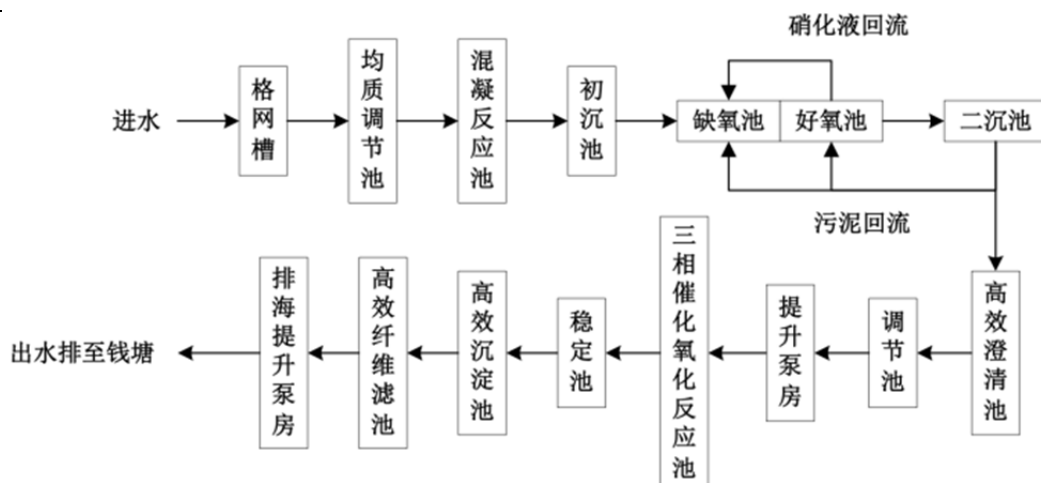 硝化液回流
进水
格网槽
均质调节池
混凝反应池
初沉池
缺氧池
好氧池
二沉池
污泥回流
出水排至钱塘
排海提升泵房
高效纤维滤池
高效沉淀池
稳定池
三相催化氧化反应池
提升泵房
调节池
高效澄清池